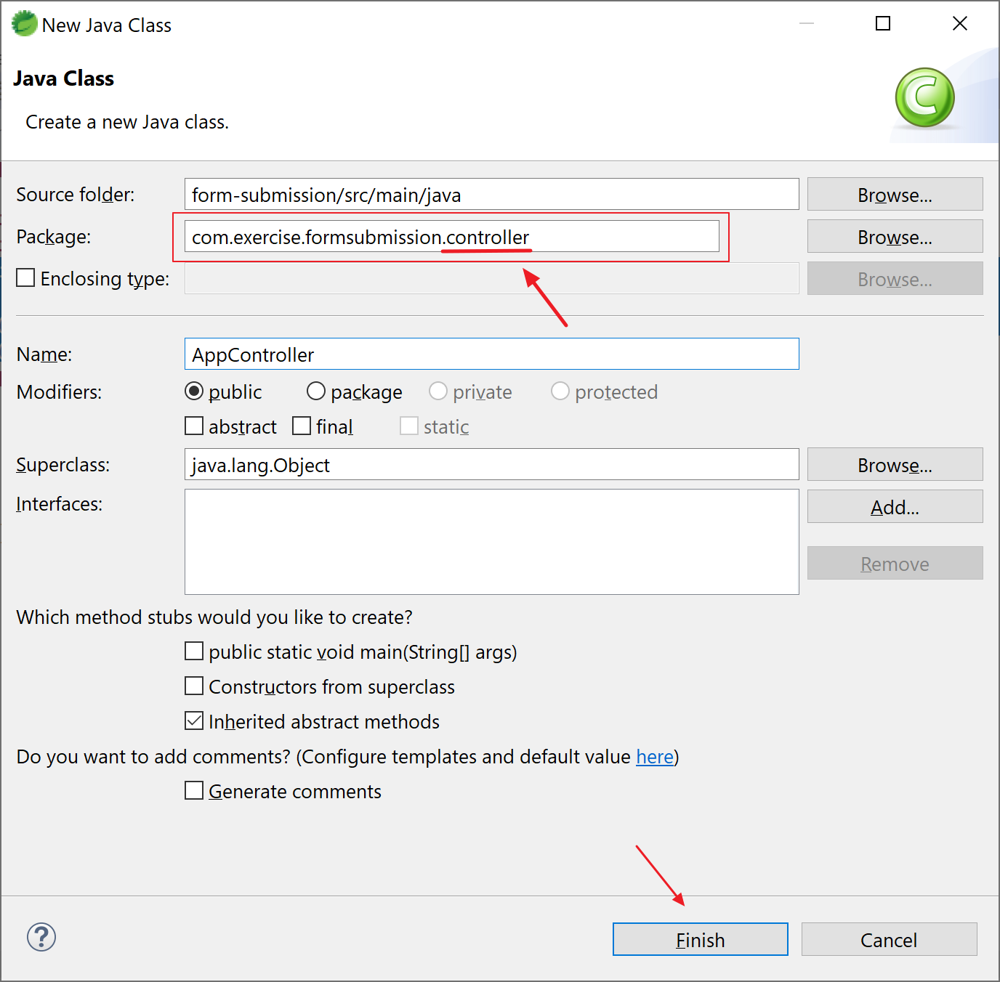 New Java Class
Java Class
Create a new Java class.
Source folder: form-submission/src/main/java Browse...
Package: com.exercise.formsubmission.controller Browse...
Enclosing type: Browse...
Name: AppController
Modifiers: public package private protected
abstract final static
Superclass: java.lang.Object Browse...
Interfaces: Add...
Remove
Which method stubs would you like to create?
public static void main(String[] args)
Constructors from superclass
Inherited abstract methods
Do you want to add comments? (Configure templates and default value here)
Generate comments
? Finish Cancel